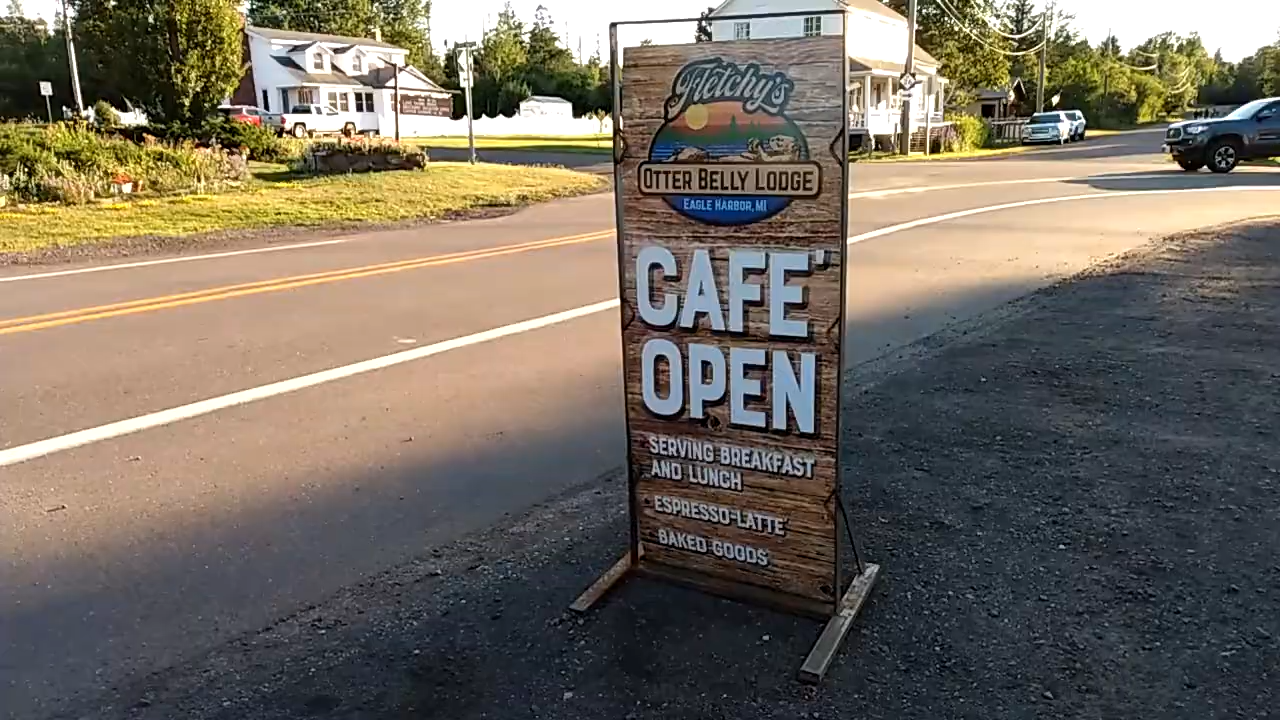 Fletchy's
OTTER BELLY LODGE
EAGLE HARBOR, MI
CAFE'
OPEN
SERVING BREAKFAST
AND LUNCH
ESPRESSO-LATTE
BAKED GOODS